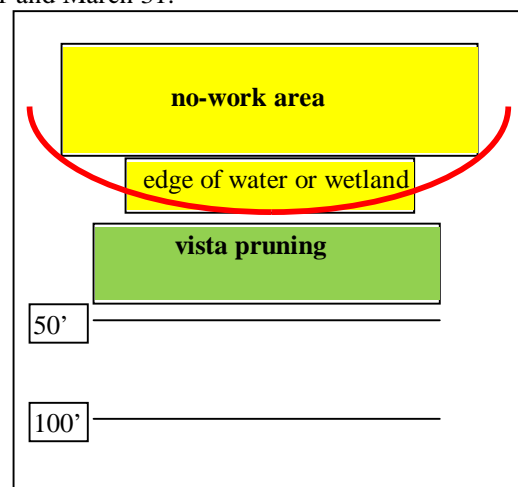 and March 31.
no-work area
edge of water or wetland
vista pruning
50’
100’